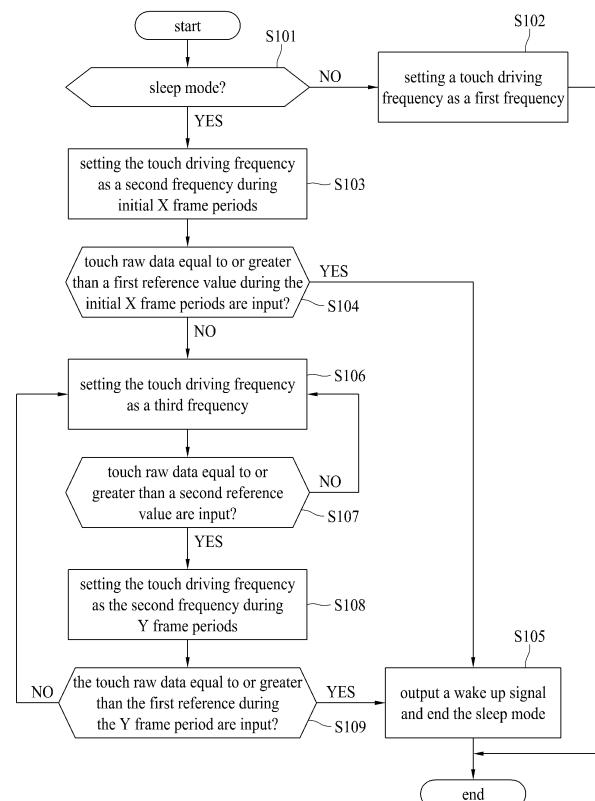 start
S101
S102
sleep mode?
NO
setting a touch driving
frequency as a first frequency
YES
setting the touch driving frequency
as a second frequency during
initial X frame periods
S103
touch raw data equal to or greater
than a first reference value during the
initial X frame periods are input?
YES
S104
NO
setting the touch driving frequency
as a third frequency
S106
touch raw data equal to or
greater than a second reference
value are input?
NO
S107
YES
setting the touch driving frequency
as the second frequency during
Y frame periods
S108
S105
NO
the touch raw data equal to or greater
than the first reference during
the Y frame period are input?
YES
S109
output a wake up signal
and end the sleep mode
end